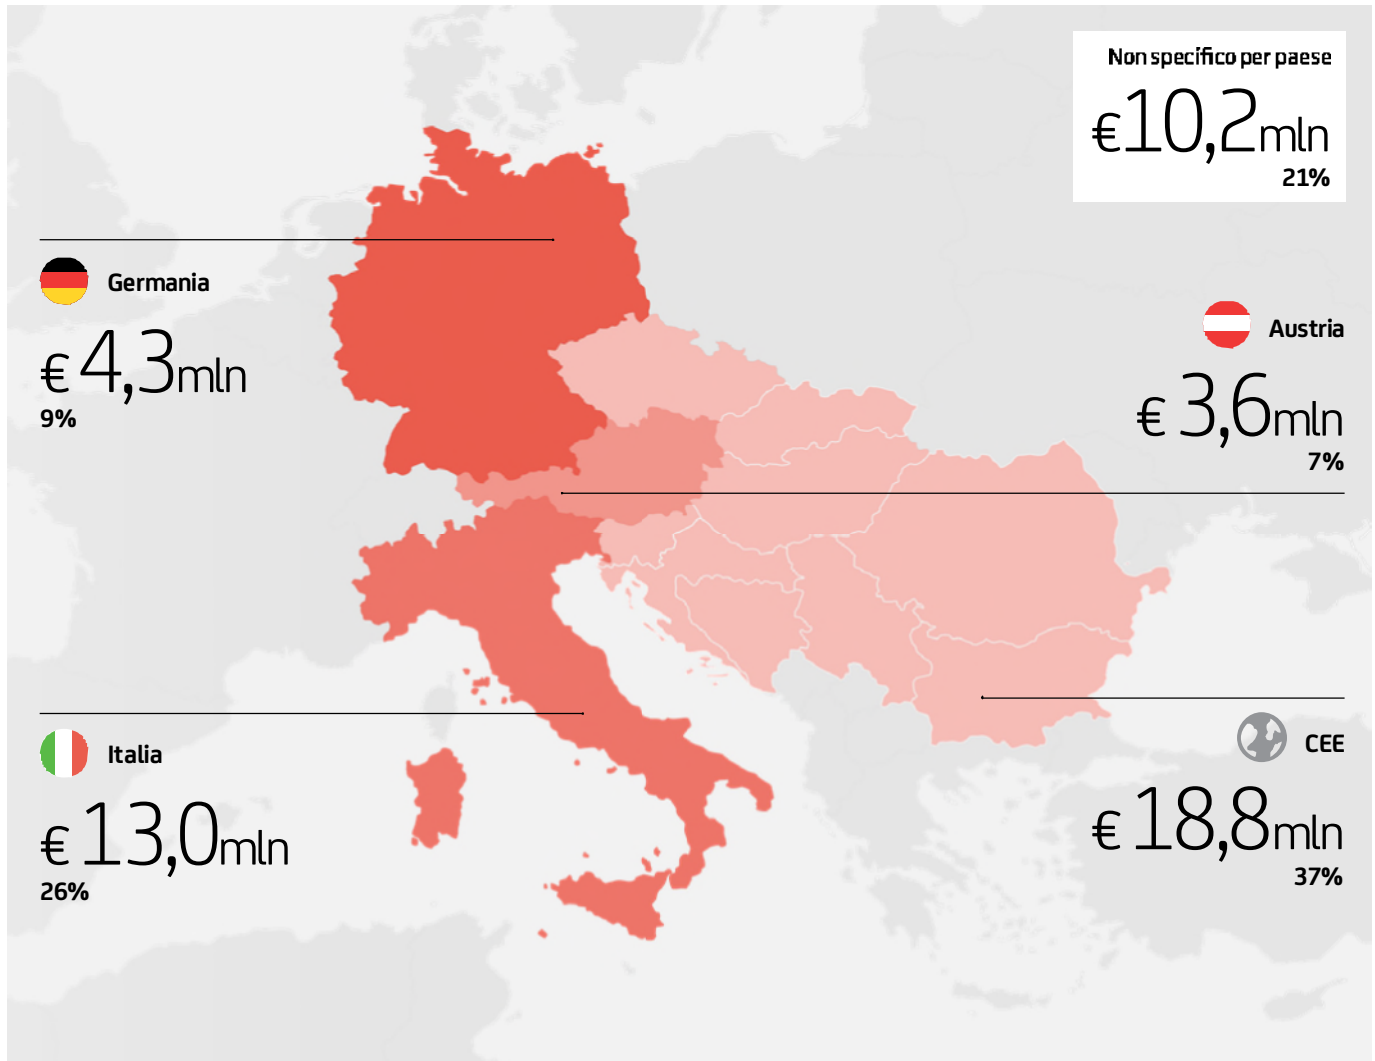 Non specifico per paese
€10,2mln
21%
Germania
€ 4,3mln
9%
Austria
€ 3,6mln
7%
Italia
€ 13,0mln
26%
CEE
€ 18,8mln
37%